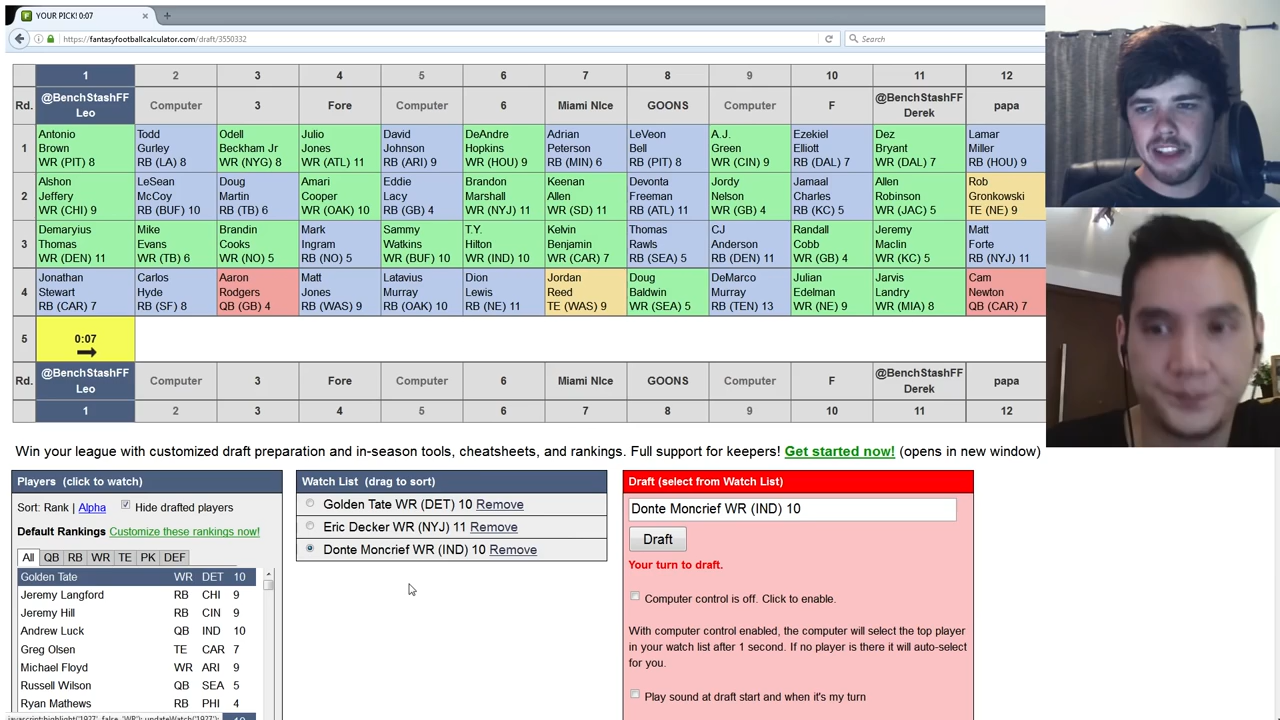 YOUR PICK! 0:07
https://fantasyfootballcalculator.com/draft/3550332
Search
1 2 3 4 5 6 7 8 9 10 11 12
Rd. @BenchStashFF Leo Computer 3 Fore Computer 6 Miami NIce GOONS Computer F @BenchStashFF Derek papa
1
Antonio Brown WR (PIT) 8
Todd Gurley RB (LA) 8
Odell Beckham Jr WR (NYG) 8
Julio Jones WR (ATL) 11
David Johnson RB (ARI) 9
DeAndre Hopkins WR (HOU) 9
Adrian Peterson RB (MIN) 6
LeVeon Bell RB (PIT) 8
A.J. Green WR (CIN) 9
Ezekiel Elliott RB (DAL) 7
Dez Bryant WR (DAL) 7
Lamar Miller RB (HOU) 9
2
Alshon Jeffery WR (CHI) 9
LeSean McCoy RB (BUF) 10
Doug Martin RB (TB) 6
Amari Cooper WR (OAK) 10
Eddie Lacy RB (GB) 4
Brandon Marshall WR (NYJ) 11
Keenan Allen WR (SD) 11
Devonta Freeman RB (ATL) 11
Jordy Nelson WR (GB) 4
Jamaal Charles RB (KC) 5
Allen Robinson WR (JAC) 5
Rob Gronkowski TE (NE) 9
3
Demaryius Thomas WR (DEN) 11
Mike Evans WR (TB) 6
Brandin Cooks WR (NO) 5
Mark Ingram RB (NO) 5
Sammy Watkins WR (BUF) 10
T.Y. Hilton WR (IND) 10
Kelvin Benjamin WR (CAR) 7
Thomas Rawls RB (SEA) 5
CJ Anderson RB (DEN) 11
Randall Cobb WR (GB) 4
Jeremy Maclin WR (KC) 5
Matt Forte RB (NYJ) 11
4
Jonathan Stewart RB (CAR) 7
Carlos Hyde RB (SF) 8
Aaron Rodgers QB (GB) 4
Matt Jones RB (WAS) 9
Latavius Murray RB (OAK) 10
Dion Lewis RB (NE) 11
Jordan Reed TE (WAS) 9
Doug Baldwin WR (SEA) 5
DeMarco Murray RB (TEN) 13
Julian Edelman WR (NE) 9
Jarvis Landry WR (MIA) 8
Cam Newton QB (CAR) 7
5 0:07
Rd. @BenchStashFF Leo Computer 3 Fore Computer 6 Miami NIce GOONS Computer F @BenchStashFF Derek papa
1 2 3 4 5 6 7 8 9 10 11 12
Win your league with customized draft preparation and in-season tools, cheatsheets, and rankings. Full support for keepers! Get started now! (opens in new window)
Players (click to watch)
Sort: Rank | Alpha Hide drafted players
Default Rankings Customize these rankings now!
All QB RB WR TE PK DEF
Golden Tate WR DET 10
Jeremy Langford RB CHI 9
Jeremy Hill RB CIN 9
Andrew Luck QB IND 10
Greg Olsen TE CAR 7
Michael Floyd WR ARI 9
Russell Wilson QB SEA 5
Ryan Mathews RB PHI 4
Watch List (drag to sort)
Golden Tate WR (DET) 10 Remove
Eric Decker WR (NYJ) 11 Remove
Donte Moncrief WR (IND) 10 Remove
Draft (select from Watch List)
Donte Moncrief WR (IND) 10
Draft
Your turn to draft.
Computer control is off. Click to enable.
With computer control enabled, the computer will select the top player
in your watch list after 1 second. If no player is there it will auto-select
for you.
Play sound at draft start and when it's my turn